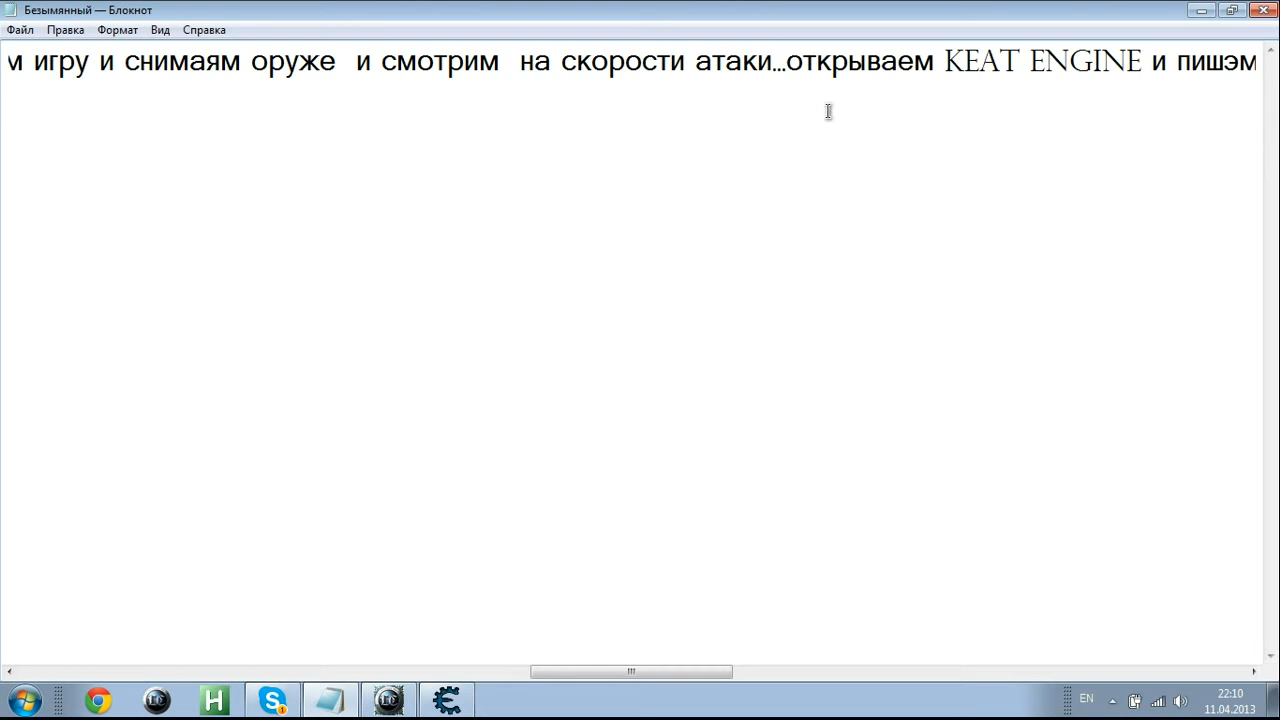 Безымянный — Блокнот
Файл Правка Формат Вид Справка
м игру и снимаям оруже и смотрим на скорости атаки...открываем KEAT ENGINE и пишэм
EN
22:10
11.04.2013